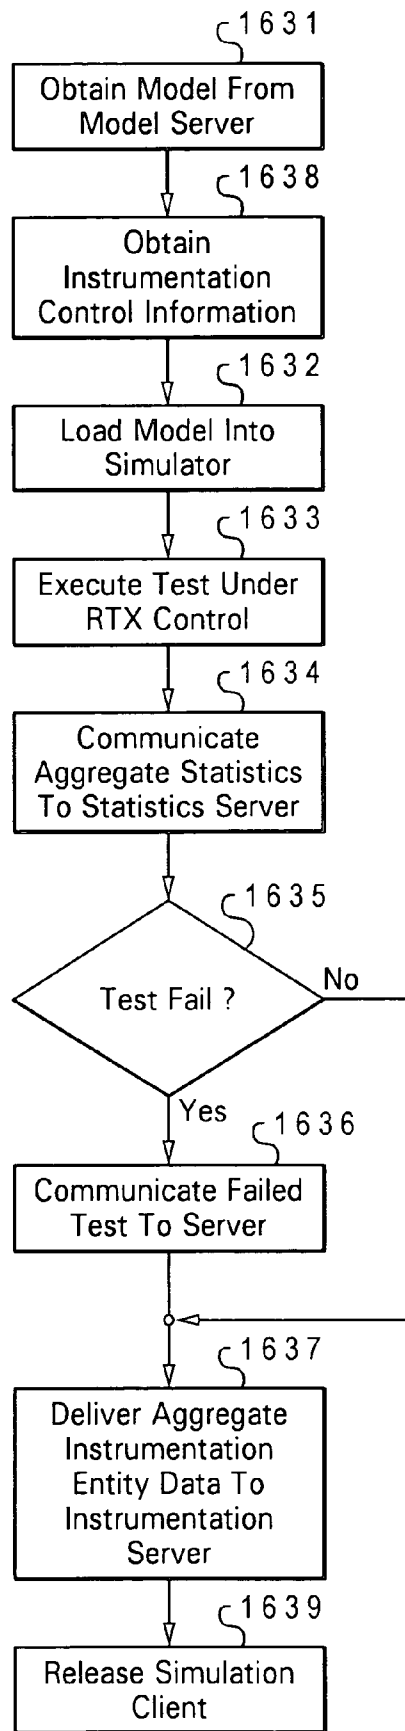 1631
Obtain Model From
Model Server
1638
Obtain
Instrumentation
Control Information
1632
Load Model Into
Simulator
1633
Execute Test Under
RTX Control
1634
Communicate
Aggregate Statistics
To Statistics Server
1635
Test Fail ?
No
Yes
1636
Communicate Failed
Test To Server
1637
Deliver Aggregate
Instrumentation
Entity Data To
Instrumentation
Server
1639
Release Simulation
Client